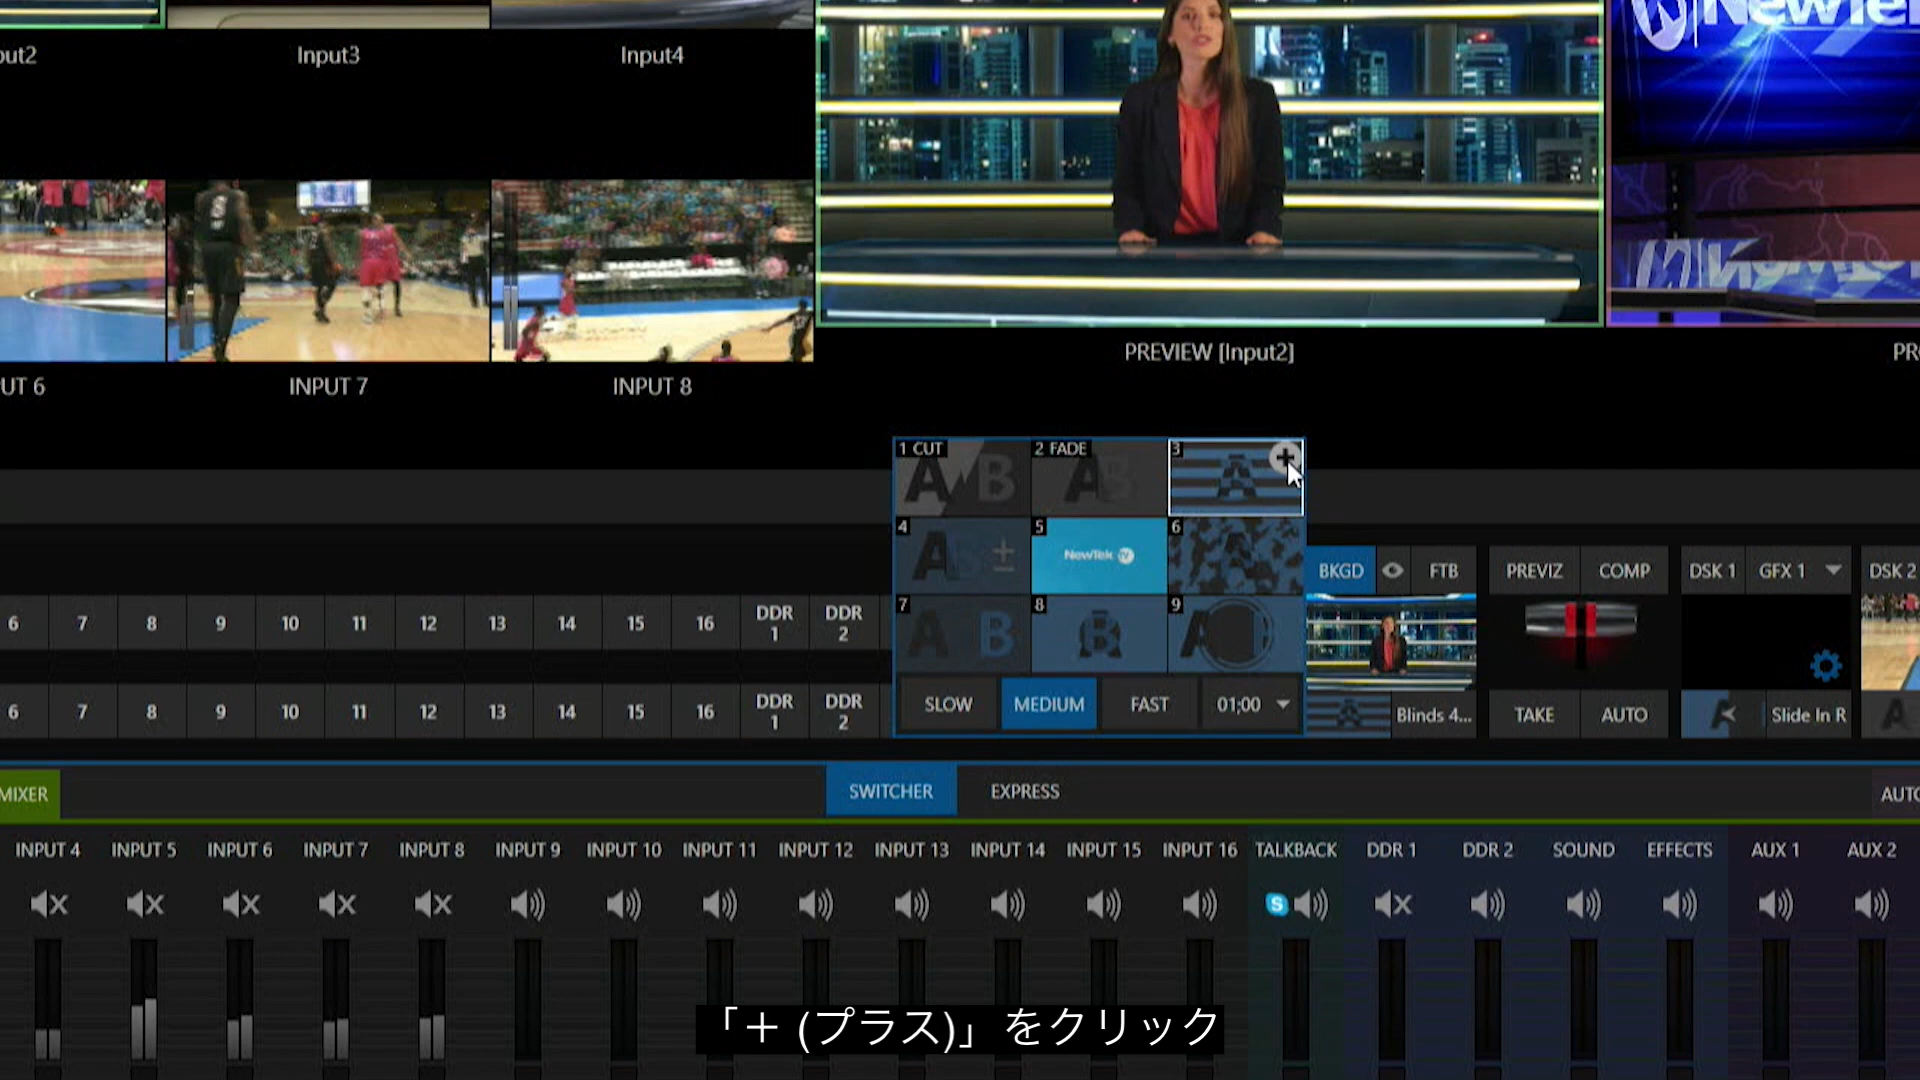 Input3
Input4
NewTek
INPUT 7
INPUT 8
PREVIEW [Input2]
1 CUT
2 FADE
3
4
5
6
NewTek TV
7
8
9
SLOW
MEDIUM
FAST
01;00
BKGD
FTB
PREVIZ
COMP
DSK 1
GFX 1
DSK 2
6
7
8
9
10
11
12
13
14
15
16
DDR 1
DDR 2
6
7
8
9
10
11
12
13
14
15
16
DDR 1
DDR 2
Blinds 4...
TAKE
AUTO
Slide In R
MIXER
SWITCHER
EXPRESS
INPUT 4
INPUT 5
INPUT 6
INPUT 7
INPUT 8
INPUT 9
INPUT 10
INPUT 11
INPUT 12
INPUT 13
INPUT 14
INPUT 15
INPUT 16
TALKBACK
DDR 1
DDR 2
SOUND
EFFECTS
AUX 1
AUX 2
「＋ (プラス)」をクリック